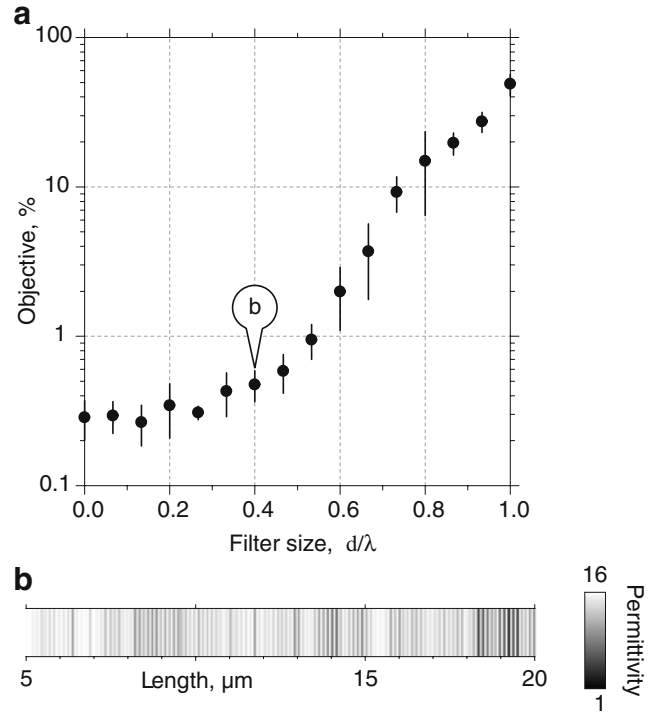 a
100
10
1
0.1
Objective, %
b
0.0 0.2 0.4 0.6 0.8 1.0
Filter size, d/λ
b
5 Length, µm 15 20
16
1
Permittivity